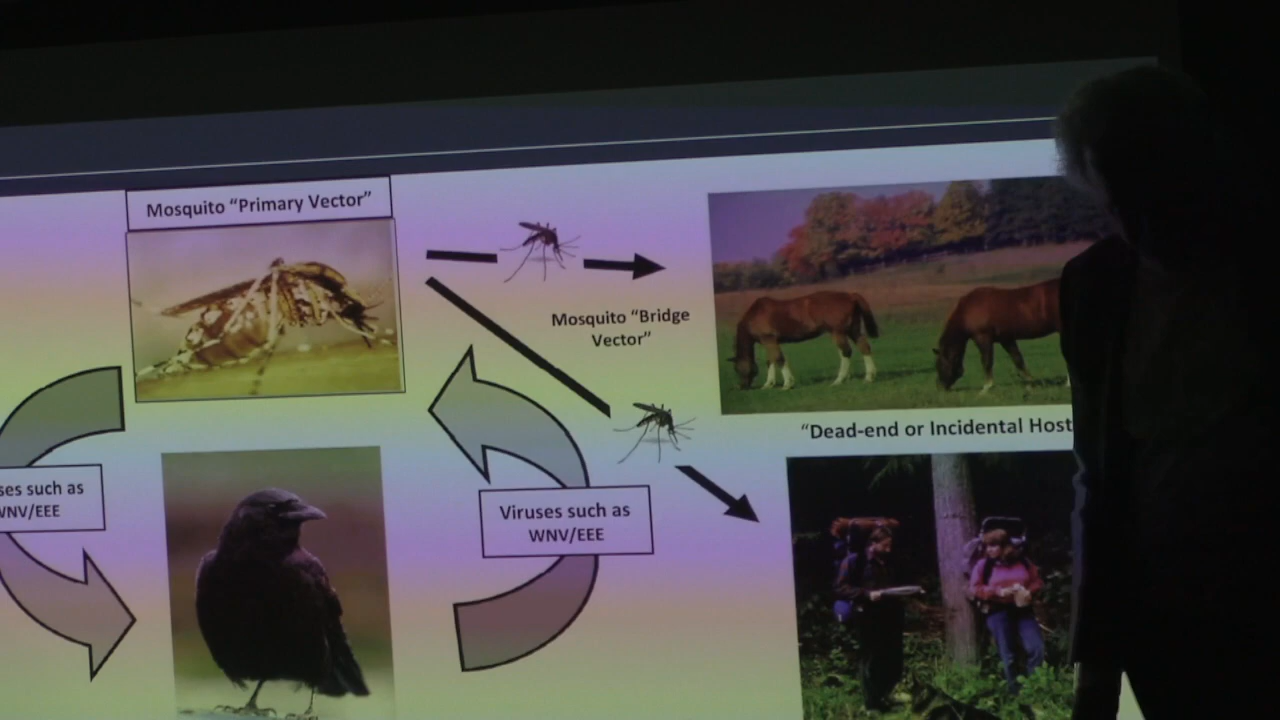 Mosquito “Primary Vector”
Mosquito “Bridge
Vector”
“Dead-end or Incidental Host
such as
WNV/EEE
Viruses such as
WNV/EEE